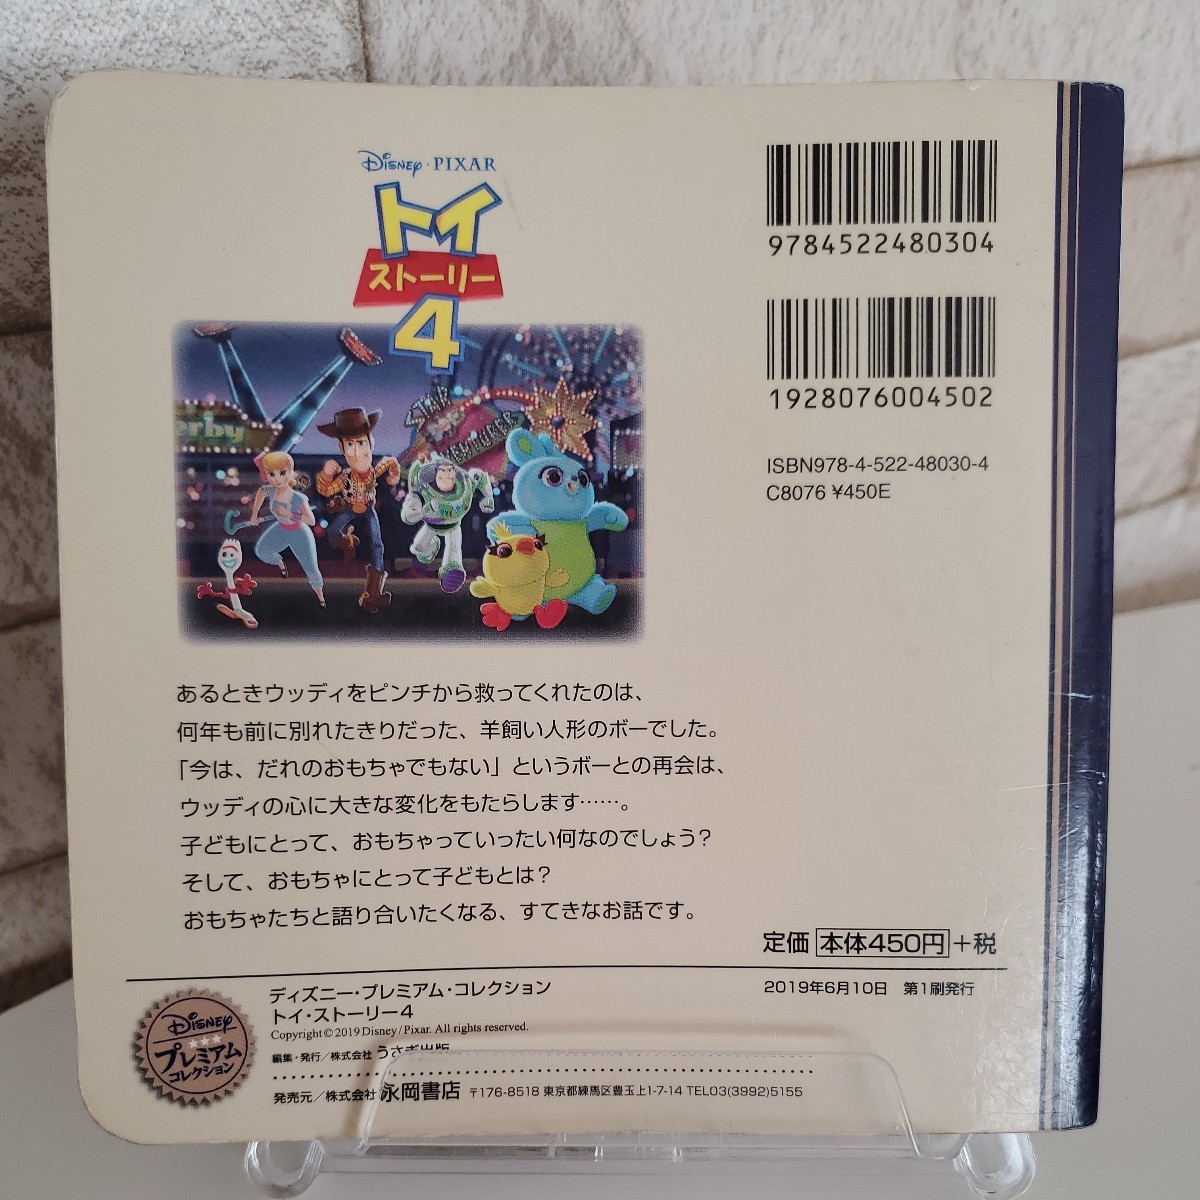 Disney・PIXAR
トイ
ストーリー
4
erby
9784522480304
1928076004502
ISBN978-4-522-48030-4
C8076 ¥450E
あるときウッディをピンチから救ってくれたのは、
何年も前に別れたきりだった、羊飼い人形のボーでした。
「今は、だれのおもちゃでもない」というボーとの再会は、
ウッディの心に大きな変化をもたらします……。
子どもにとって、おもちゃっていったい何なのでしょう？
そして、おもちゃにとって子どもとは？
おもちゃたちと語り合いたくなる、すてきなお話です。
定価 本体450円+税
2019年6月10日 第1刷発行
Disney
プレミアム
コレクション
ディズニー・プレミアム・コレクション
トイ・ストーリー4
Copyright © 2019 Disney/Pixar. All rights reserved.
編集・発行／株式会社 うさぎ出版
発売元／株式会社 永岡書店 〒176-8518 東京都練馬区豊玉上1-7-14 TEL03(3992)5155